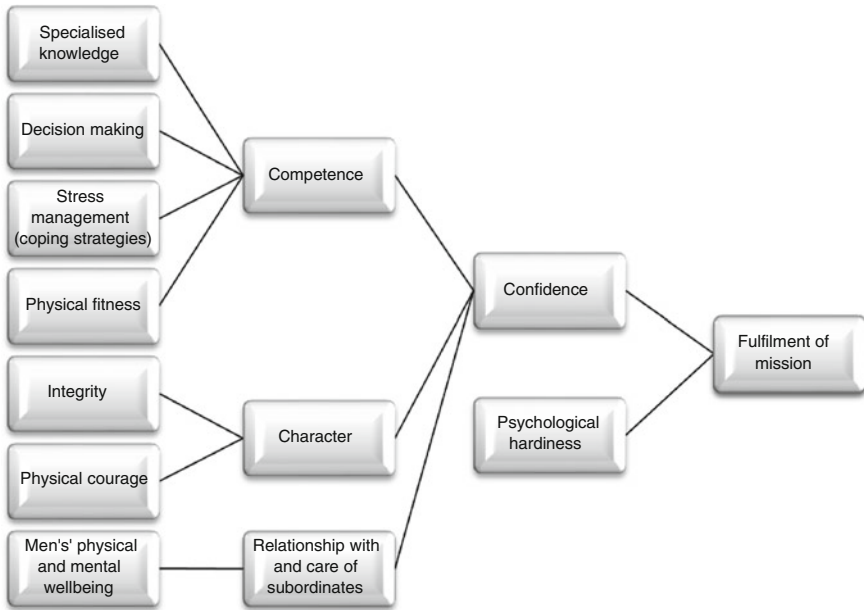 Specialised
knowledge
Decision making
Stress
management
(coping strategies)
Physical fitness
Integrity
Physical courage
Men's' physical
and mental
wellbeing
Competence
Character
Relationship with
and care of
subordinates
Confidence
Psychological
hardiness
Fulfilment of
mission